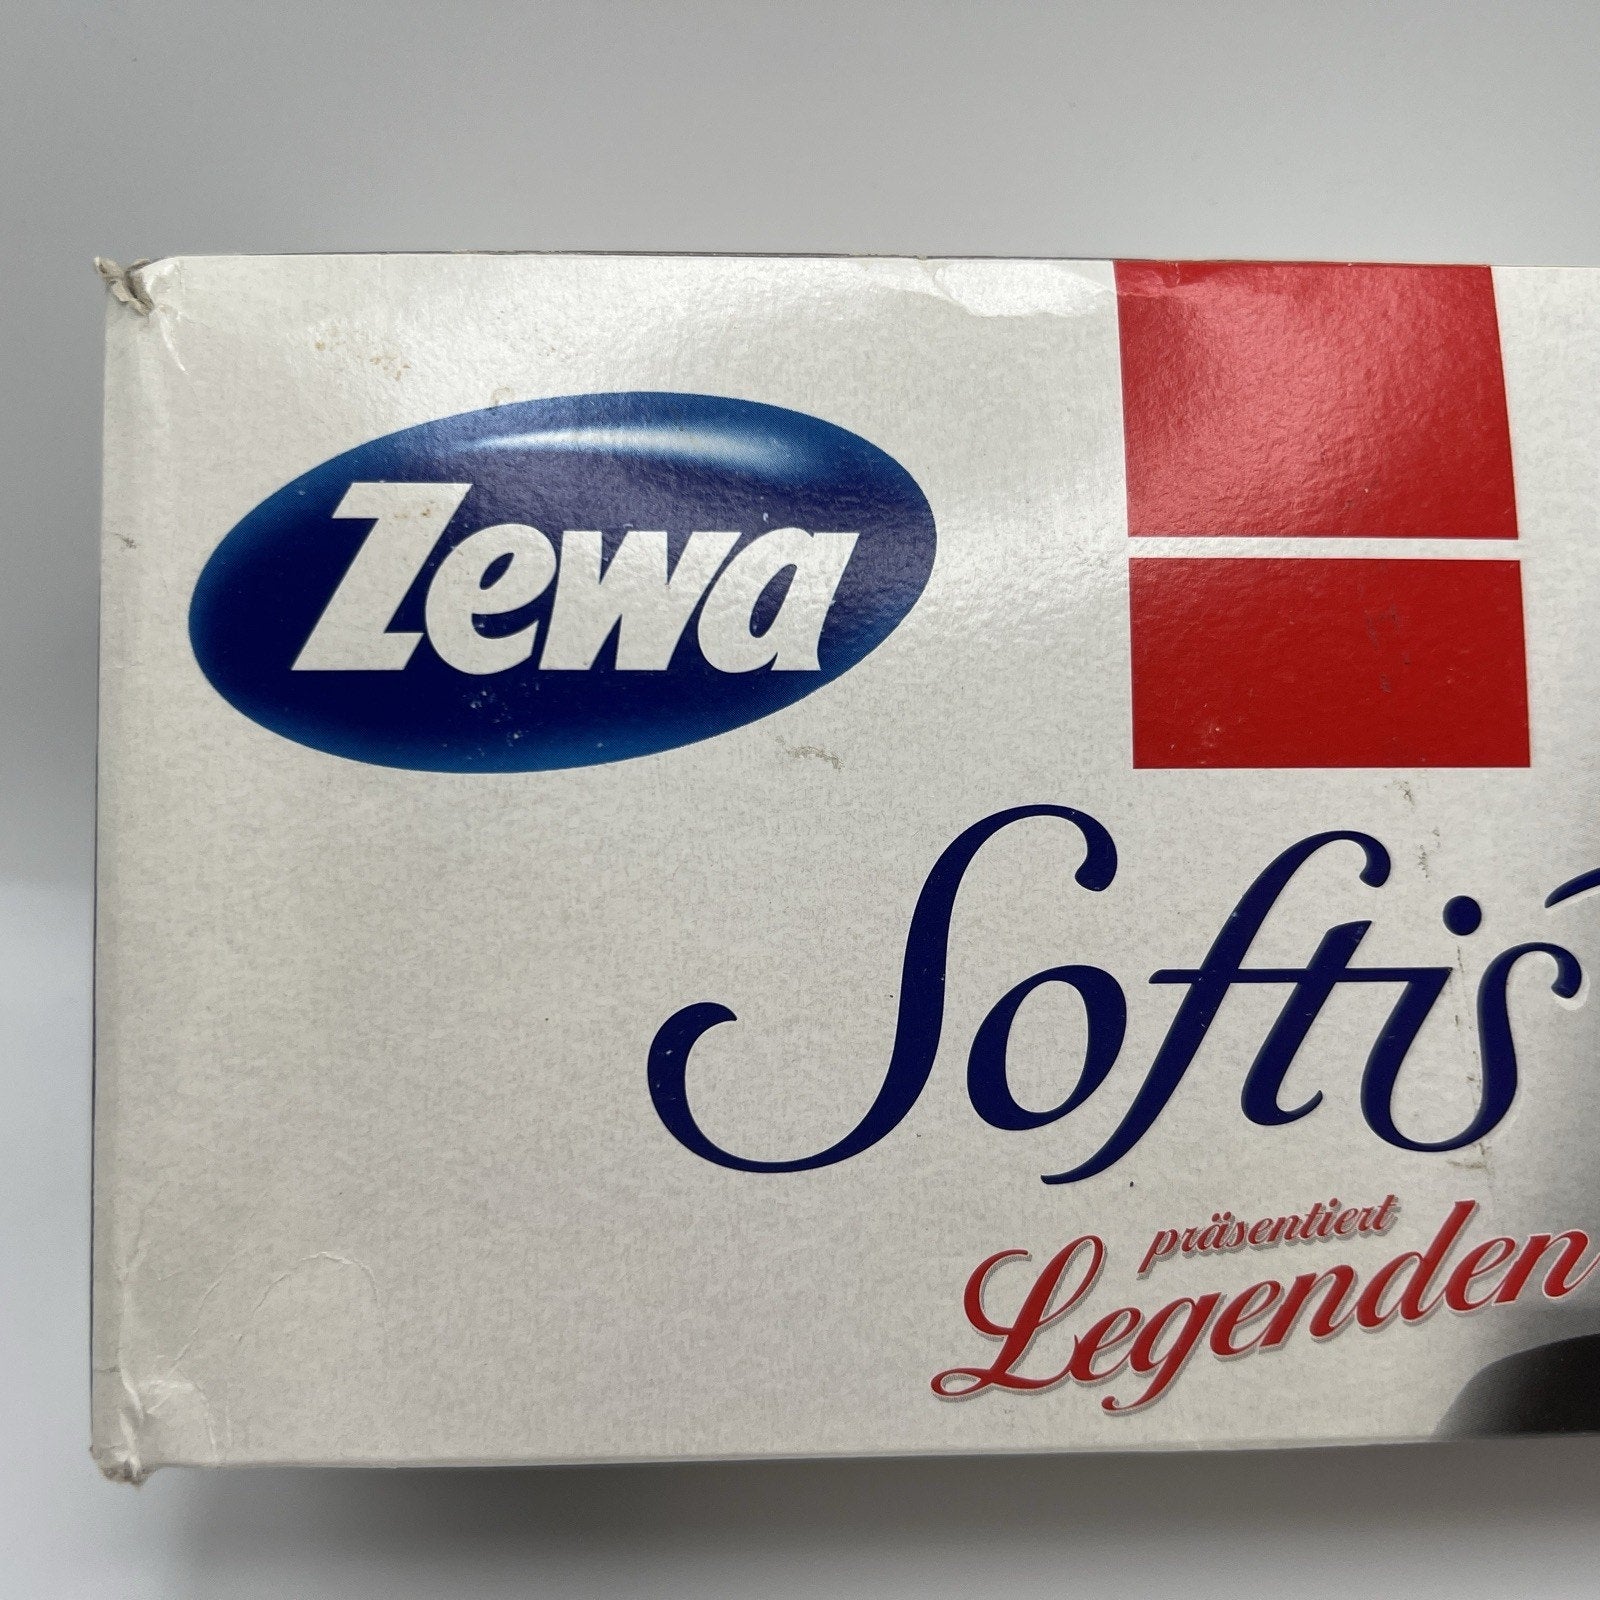 Zewa
Softis
präsentiert
Legenden